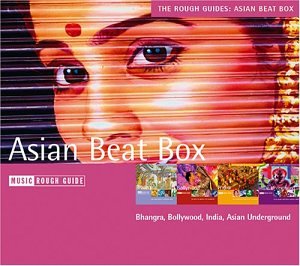 THE ROUGH GUIDES: ASIAN BEAT BOX
Asian Beat Box
MUSIC ROUGH GUIDE
Bhangra, Bollywood, India, Asian Underground